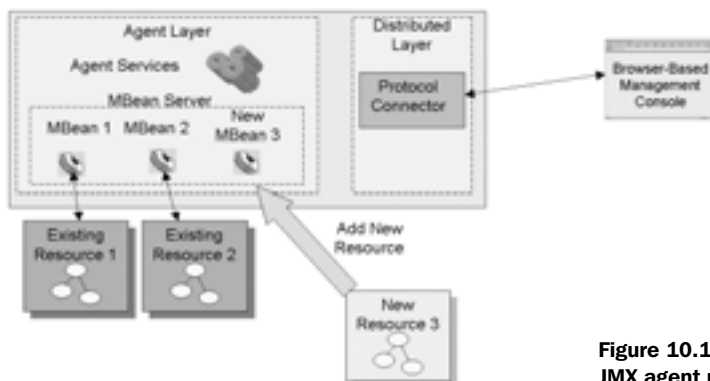 Agent Layer
Agent Services
MBean Server
MBean 1
MBean 2
New
MBean 3
Distributed
Layer
Protocol
Connector
Browser-Based
Management
Console
Existing
Resource 1
Existing
Resource 2
Add New
Resource
New
Resource 3
Figure 10.1
JMX agent